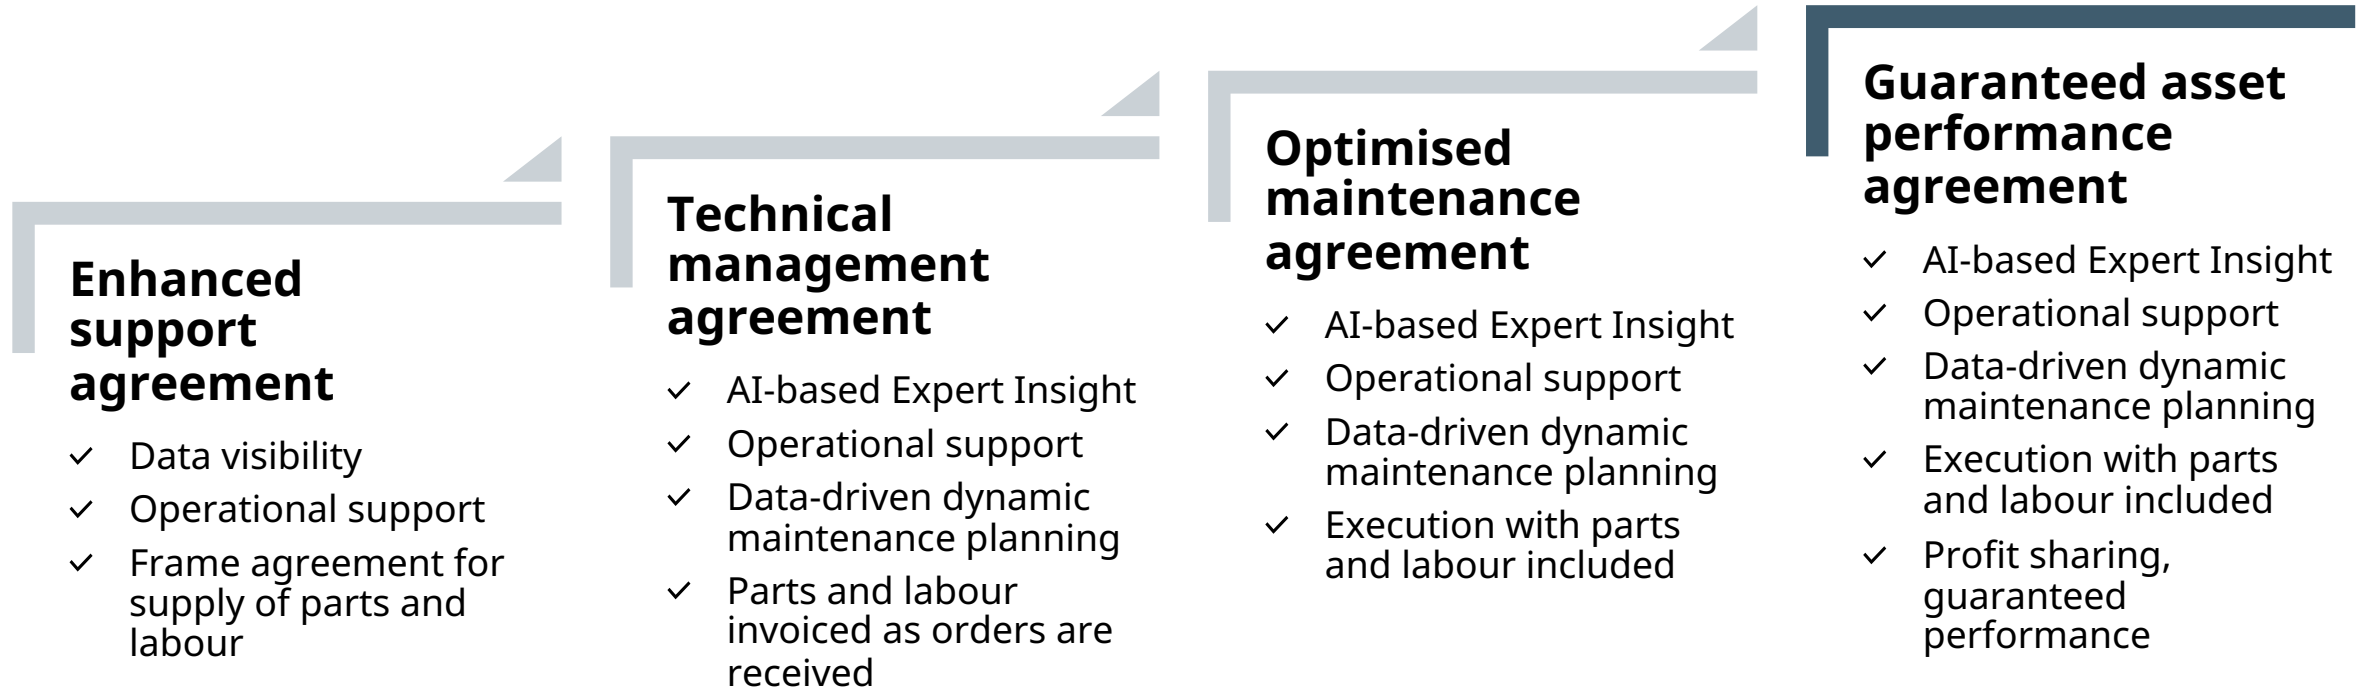 Enhanced
support
agreement
Data visibility
Operational support
Frame agreement for
supply of parts and
labour
Technical
management
agreement
AI-based Expert Insight
Operational support
Data-driven dynamic
maintenance planning
Parts and labour
invoiced as orders are
received
Optimised
maintenance
agreement
AI-based Expert Insight
Operational support
Data-driven dynamic
maintenance planning
Execution with parts
and labour included
Guaranteed asset
performance
agreement
AI-based Expert Insight
Operational support
Data-driven dynamic
maintenance planning
Execution with parts
and labour included
Profit sharing,
guaranteed
performance